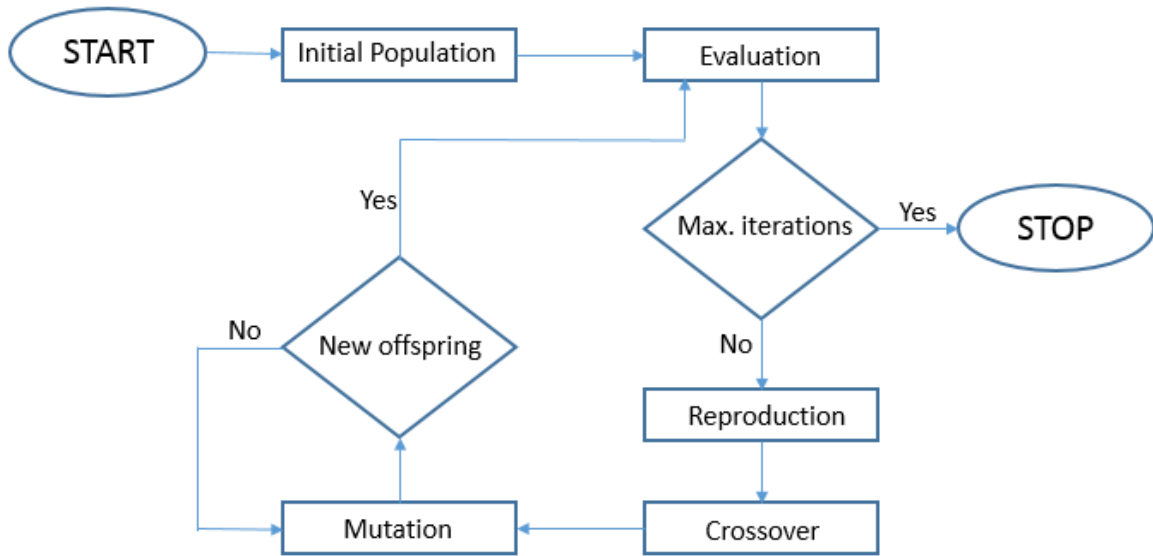 START
Initial Population
Evaluation
Yes
Max. iterations
Yes
STOP
No
New offspring
No
Reproduction
Mutation
Crossover